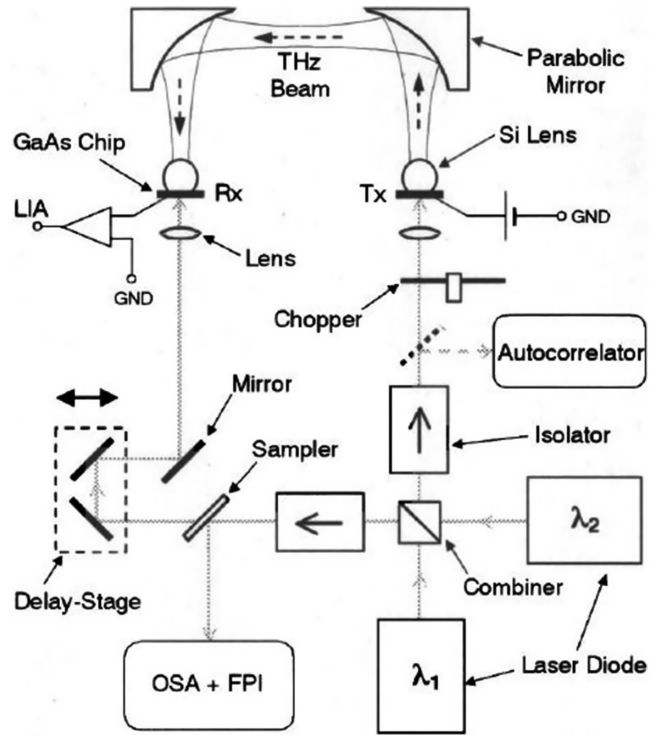 THz
Beam
Parabolic
Mirror
GaAs Chip
Si Lens
Rx
Tx
LIA
GND
Lens
GND
Chopper
Autocorrelator
Mirror
Sampler
Isolator
λ2
Combiner
Delay-Stage
OSA + FPI
λ1
Laser Diode